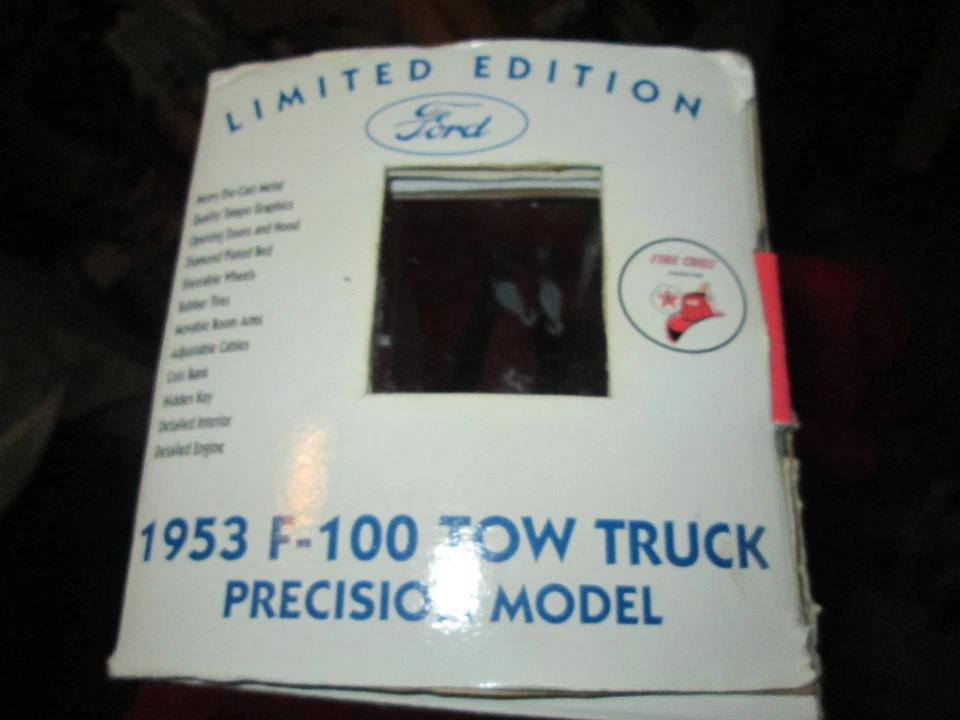 LIMITED EDITION
Ford
Heavy Die-Cast Metal
Quality Tampo Graphics
Opening Doors and Hood
Diamond Plated Bed
Steerable Wheels
Rubber Tires
Movable Boom Arms
Adjustable Cables
Coin Bank
Hidden Key
Detailed Interior
Detailed Engine
FIRE CHIEF
1953 F-100 TOW TRUCK
PRECISION MODEL